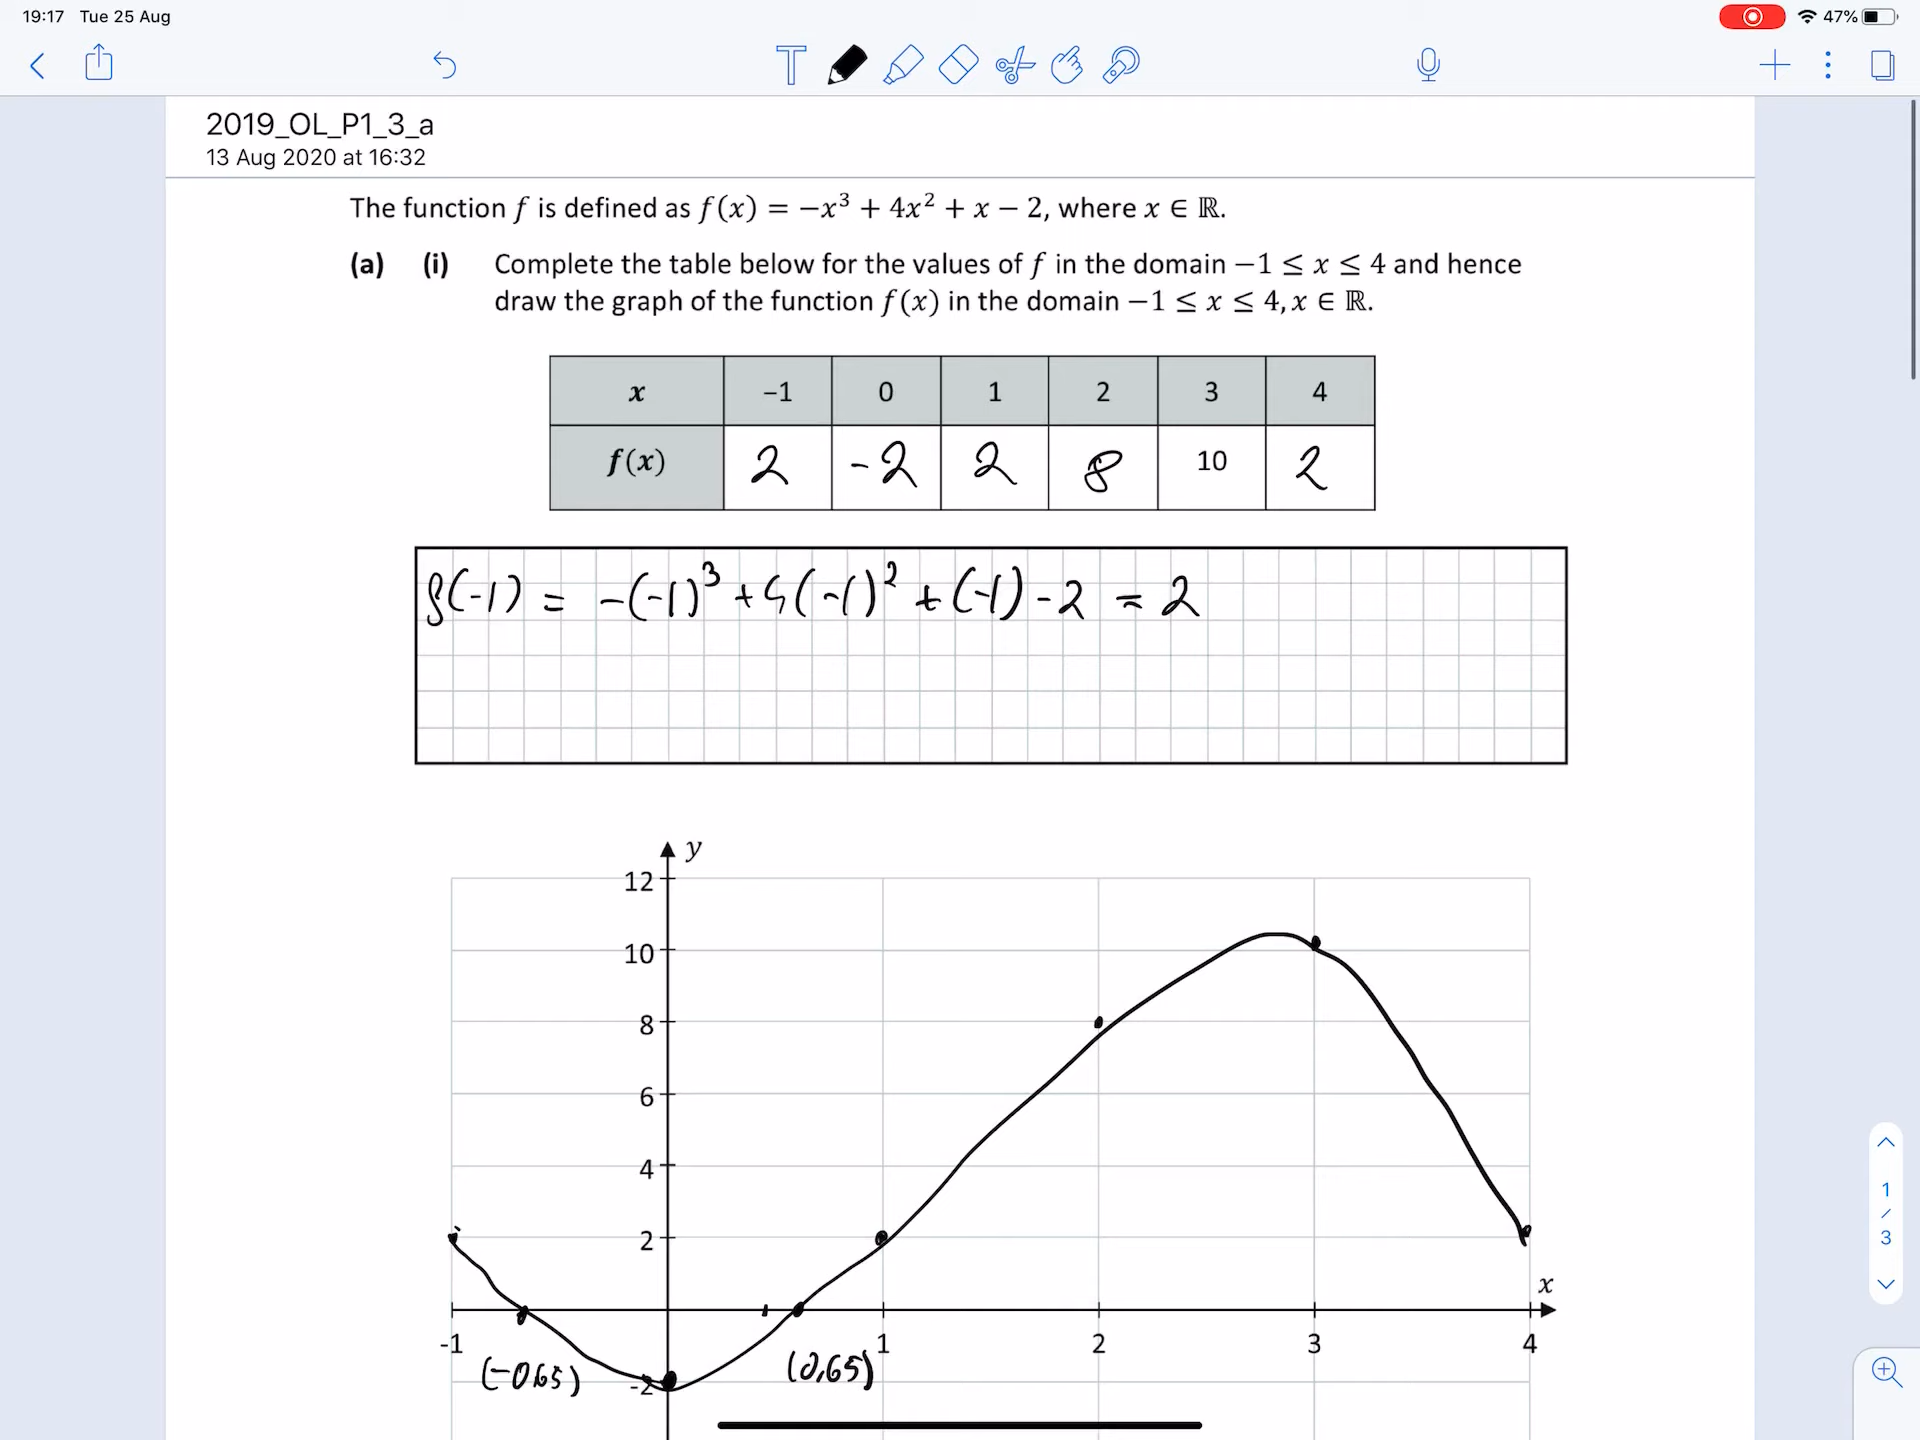 19:17 Tue 25 Aug
47%
2019_OL_P1_3_a
13 Aug 2020 at 16:32
The function f is defined as f(x) = −x³ + 4x² + x − 2, where x ∈ ℝ.
(a) (i) Complete the table below for the values of f in the domain −1 ≤ x ≤ 4 and hence
draw the graph of the function f(x) in the domain −1 ≤ x ≤ 4, x ∈ ℝ.
x −1 0 1 2 3 4
f(x) 2 -2 2 8 10 2
f(-1) = -(-1)³ + 4(-1)² + (-1) - 2 = 2
y
12
10
8
6
4
2
x
-1 1 2 3 4
(-0.65) -2 (0.65)
1
/
3